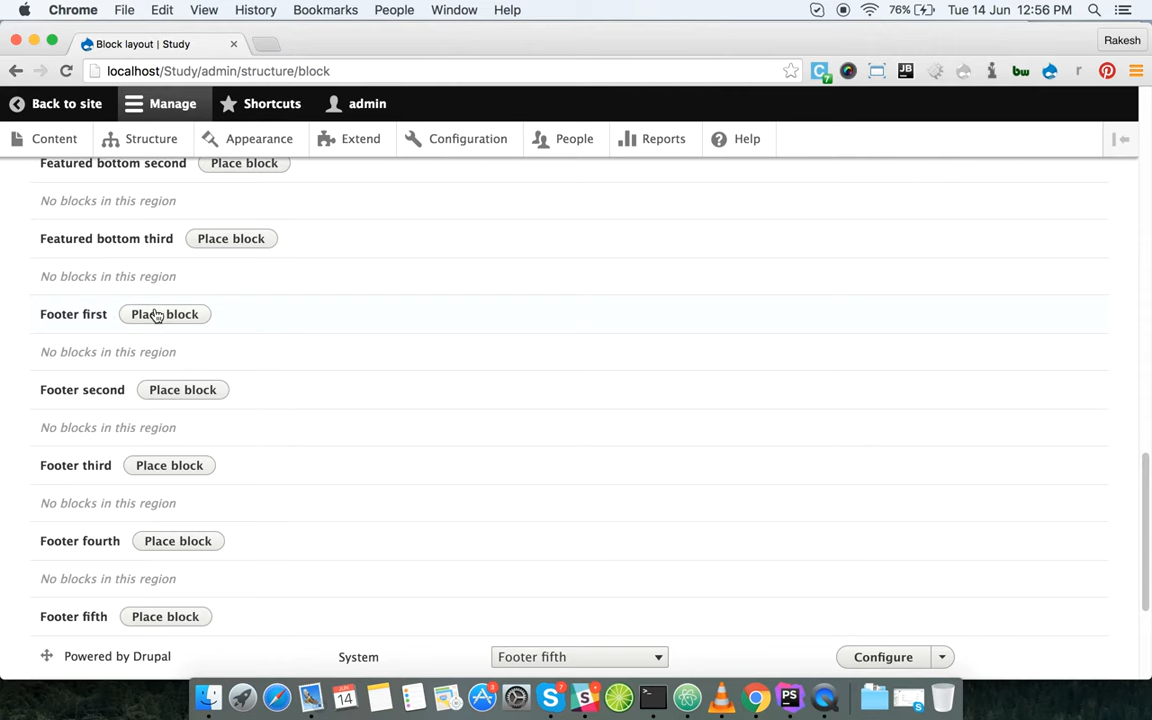 Chrome File Edit View History Bookmarks People Window Help 76% Tue 14 Jun 12:56 PM
Block layout | Study Rakesh
localhost/Study/admin/structure/block
Back to site Manage Shortcuts admin
Content Structure Appearance Extend Configuration People Reports Help
Featured bottom second Place block
No blocks in this region
Featured bottom third Place block
No blocks in this region
Footer first Place block
No blocks in this region
Footer second Place block
No blocks in this region
Footer third Place block
No blocks in this region
Footer fourth Place block
No blocks in this region
Footer fifth Place block
Powered by Drupal System Footer fifth Configure